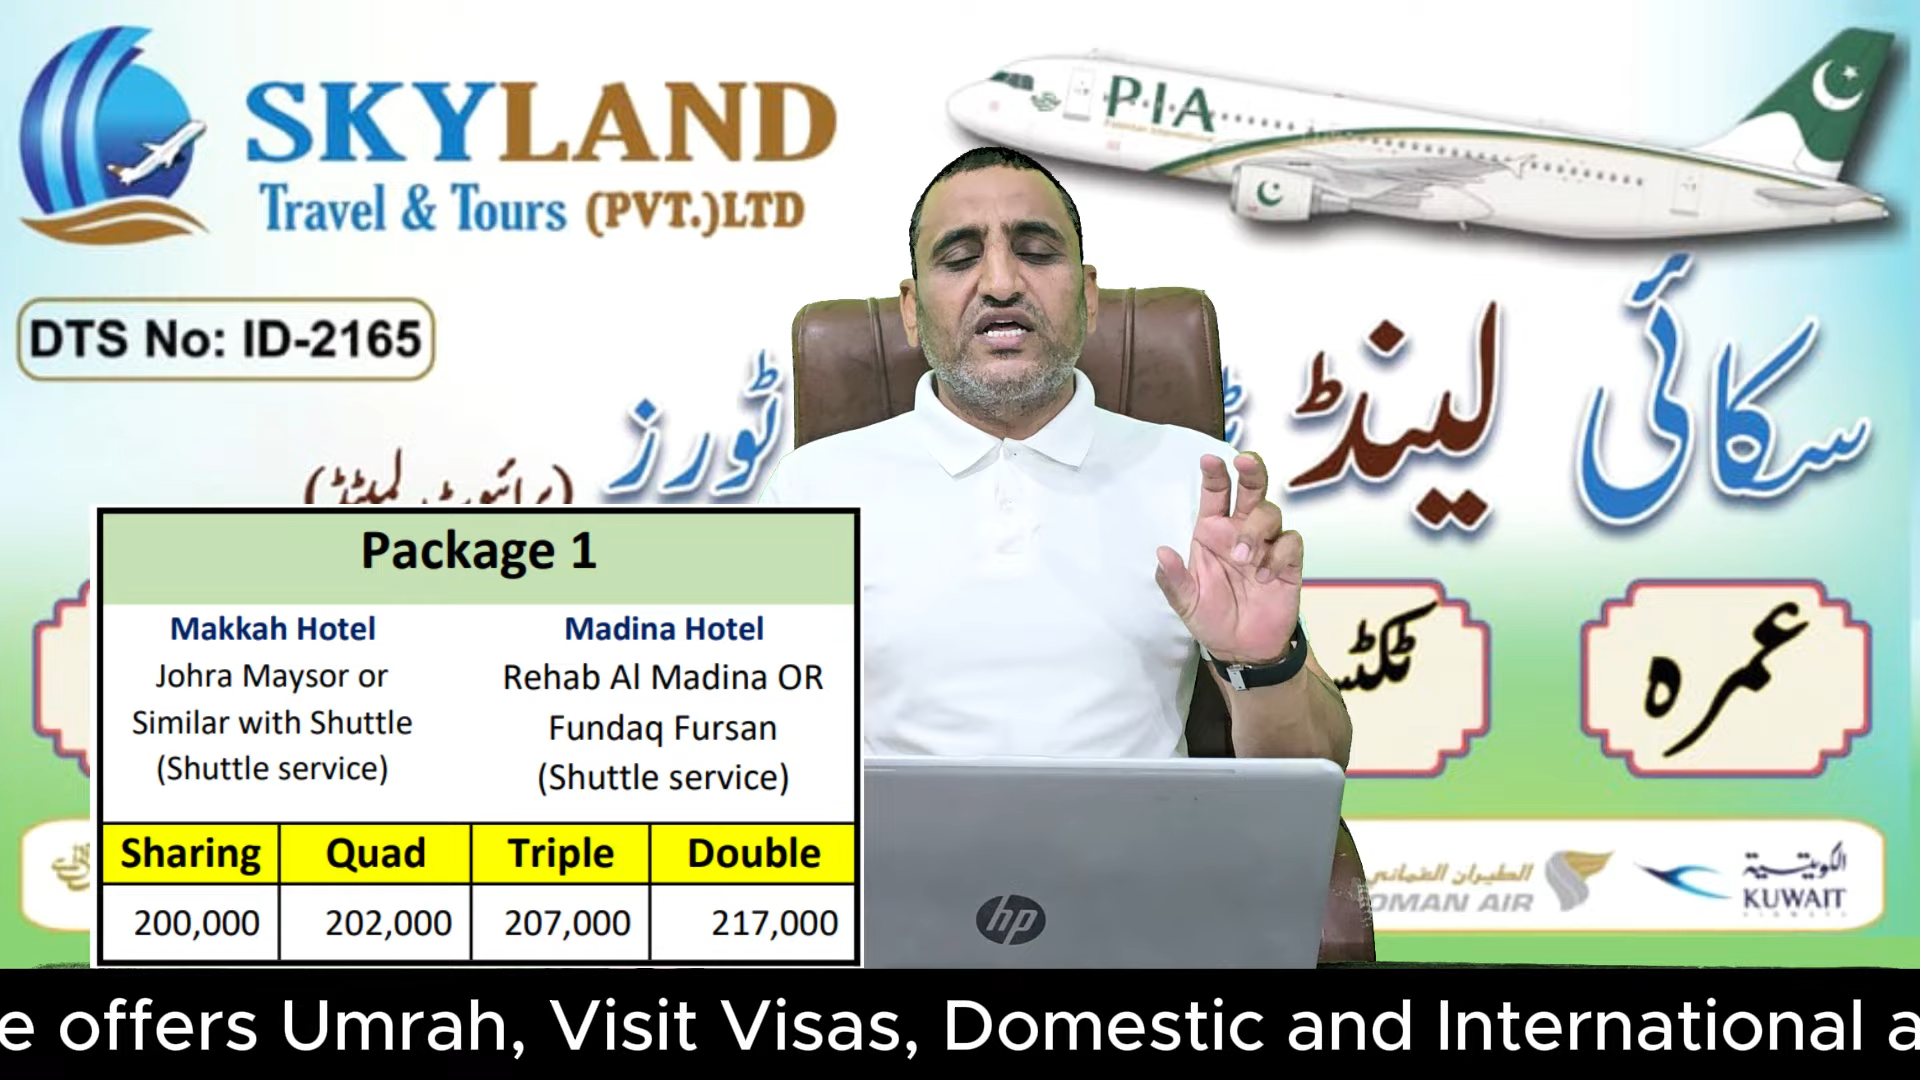 SKYLAND
Travel & Tours (PVT.)LTD
PIA
DTS No: ID-2165
سکائی لینڈ
ٹورز
Package 1
Makkah Hotel
Johra Maysor or
Similar with Shuttle
(Shuttle service)
Madina Hotel
Rehab Al Madina OR
Fundaq Fursan
(Shuttle service)
Sharing Quad Triple Double
200,000 202,000 207,000 217,000
عمرہ
الطيران العماني
OMAN AIR
الكويتية
KUWAIT
hp
e offers Umrah, Visit Visas, Domestic and International a